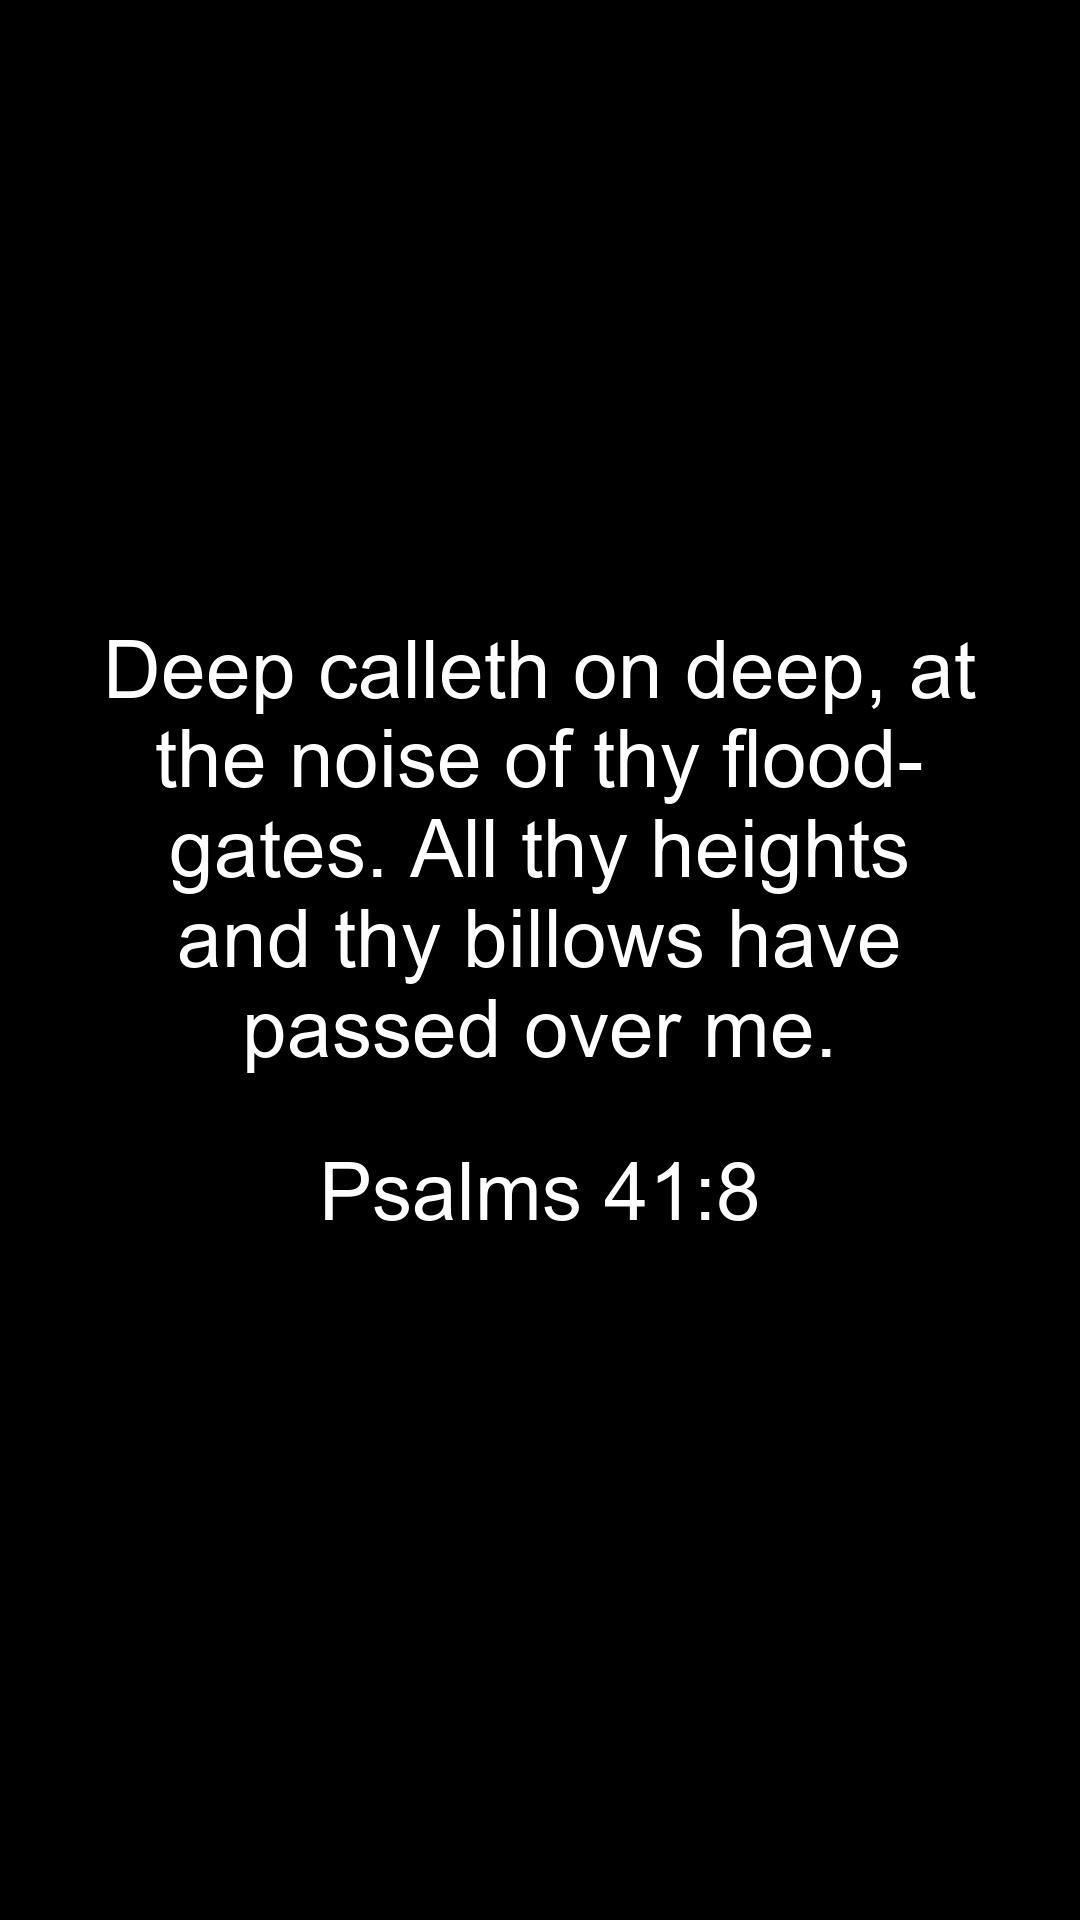 Deep calleth on deep, at
the noise of thy flood-
gates. All thy heights
and thy billows have
passed over me.
Psalms 41:8